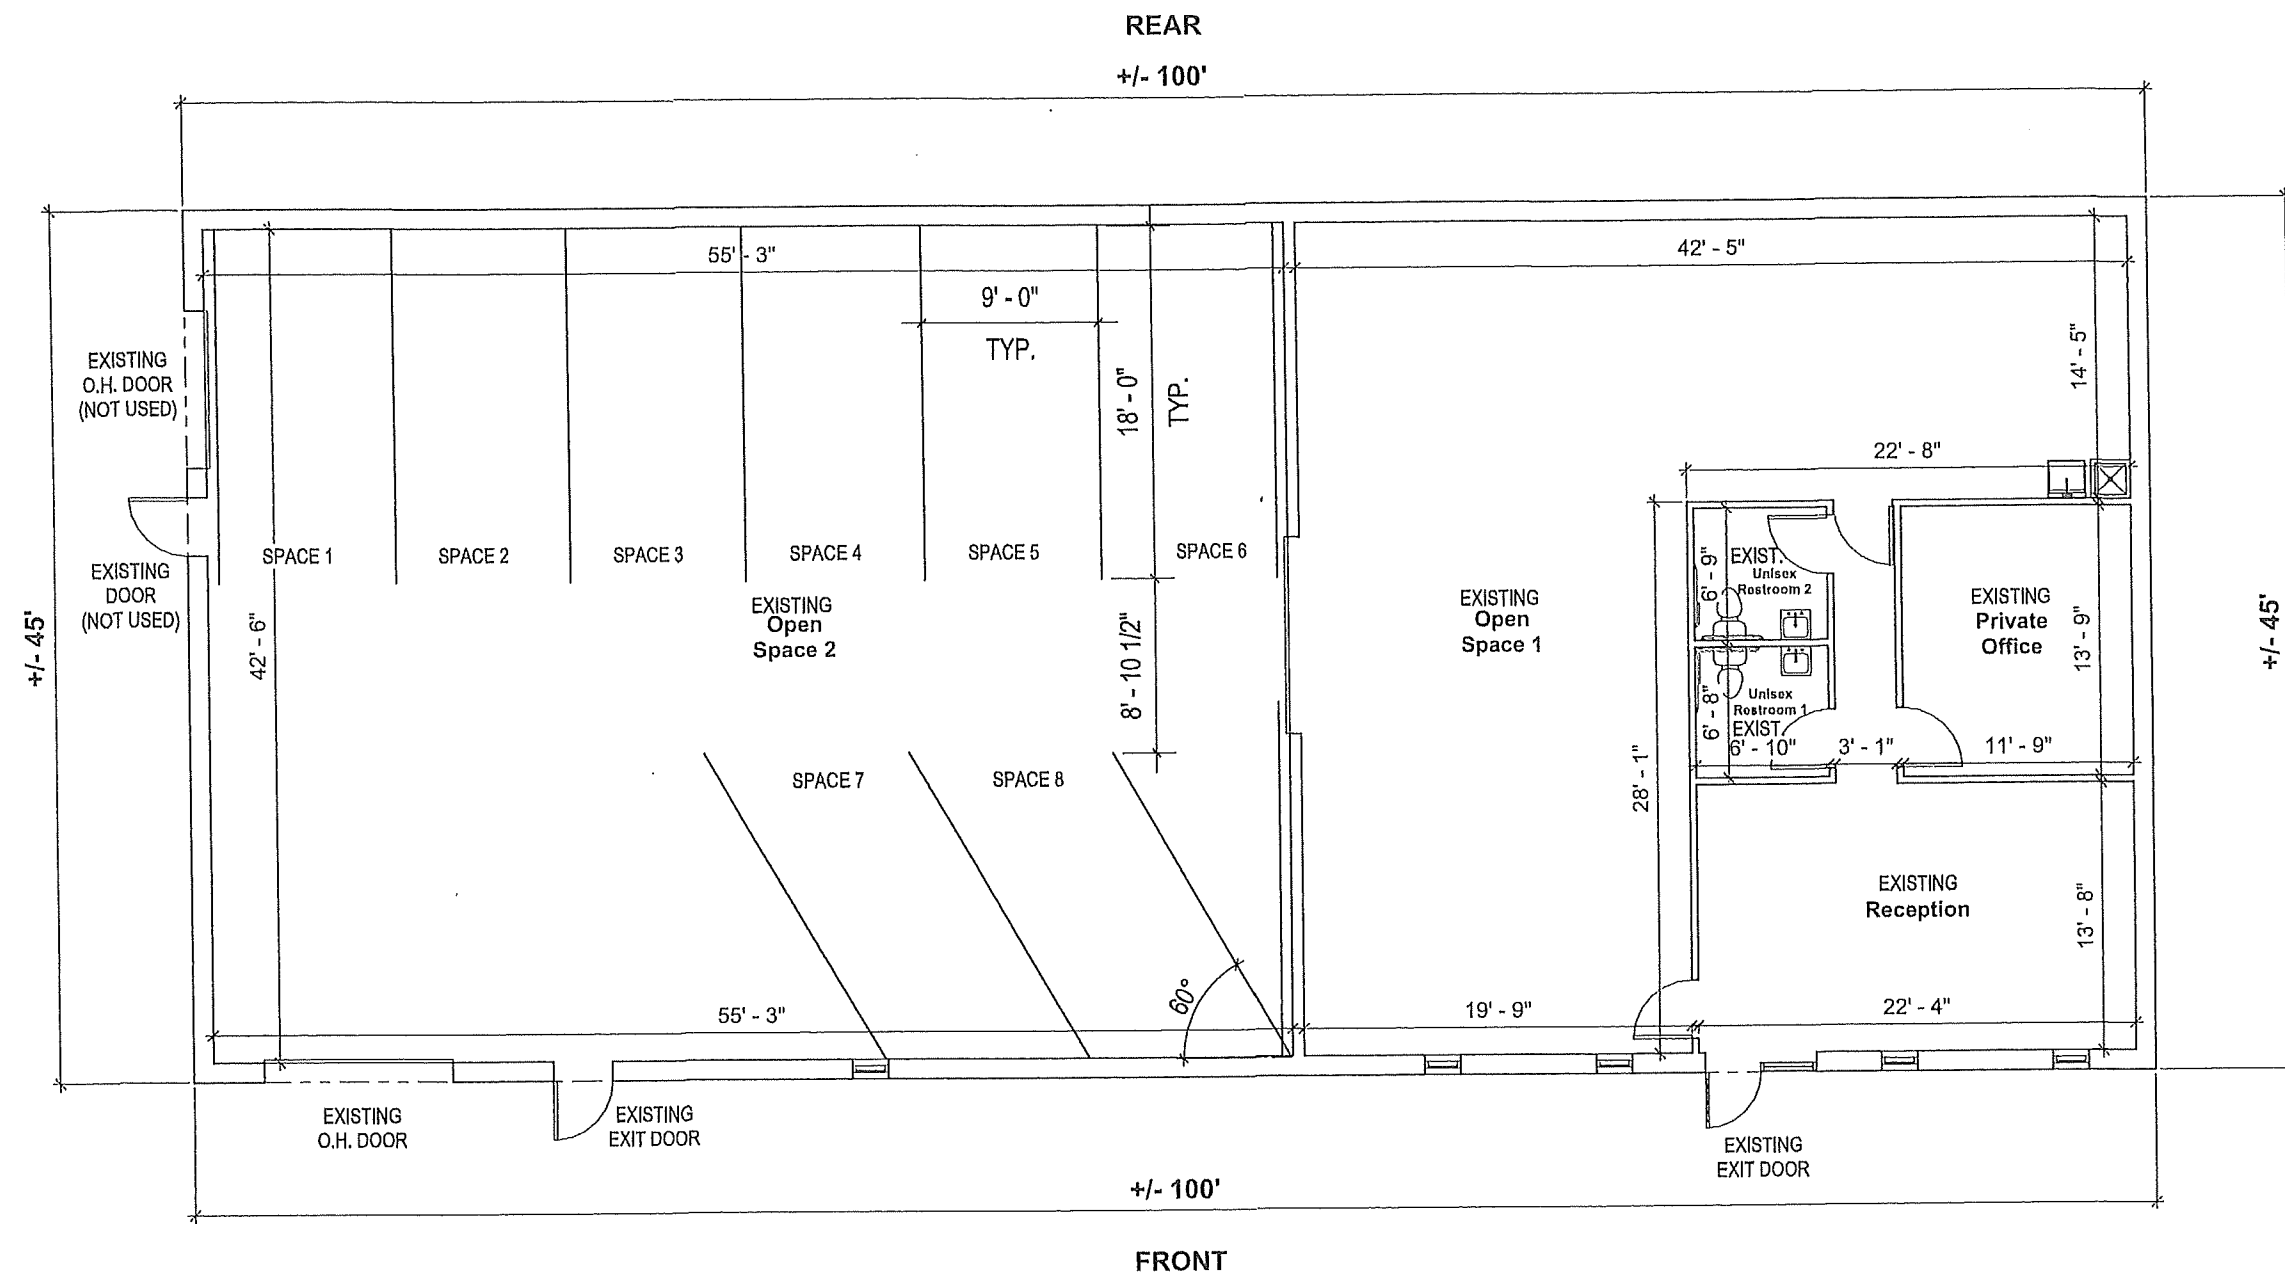 REAR
+/- 100'
55' - 3"
42' - 5"
9' - 0"
TYP.
18' - 0"
TYP.
14' - 5"
EXISTING
O.H. DOOR
(NOT USED)
22' - 8"
SPACE 1
SPACE 2
SPACE 3
SPACE 4
SPACE 5
SPACE 6
EXISTING
DOOR
(NOT USED)
+/- 45'
42' - 6"
EXISTING
Open
Space 2
8' - 10 1/2"
EXISTING
Open
Space 1
6' - 9"
EXIST.
Unisex
Restroom 2
EXISTING
Private
Office
13' - 9"
+/- 45'
6' - 8"
Unisex
Restroom 1
EXIST.
6' - 10"
3' - 1"
11' - 9"
SPACE 7
SPACE 8
28' - 1"
EXISTING
Reception
13' - 8"
60°
55' - 3"
19' - 9"
22' - 4"
EXISTING
O.H. DOOR
EXISTING
EXIT DOOR
EXISTING
EXIT DOOR
+/- 100'
FRONT